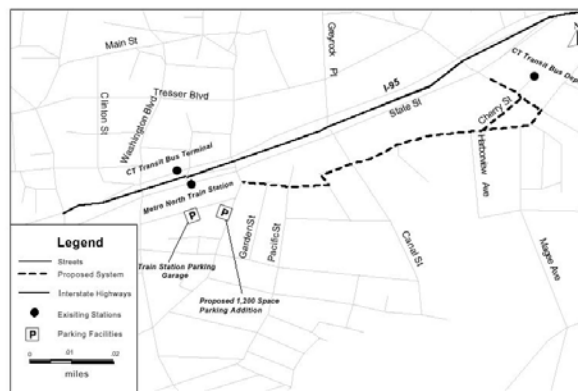 Main St
Greyrock Pl
CT Transit Bus Dep
I-95
Tresser Blvd
State St
Cherry St
Clinton St
Washington Blvd
CT Transit Bus Terminal
Harborview Ave
Metro North Train Station
Garden St
Pacific St
Canal St
Magee Ave
Train Station Parking
Garage
Proposed 1,200 Space
Parking Addition
Legend
Streets
Proposed System
Interstate Highways
Exisiting Stations
P Parking Facilities
0 .01 .02
miles
P
P